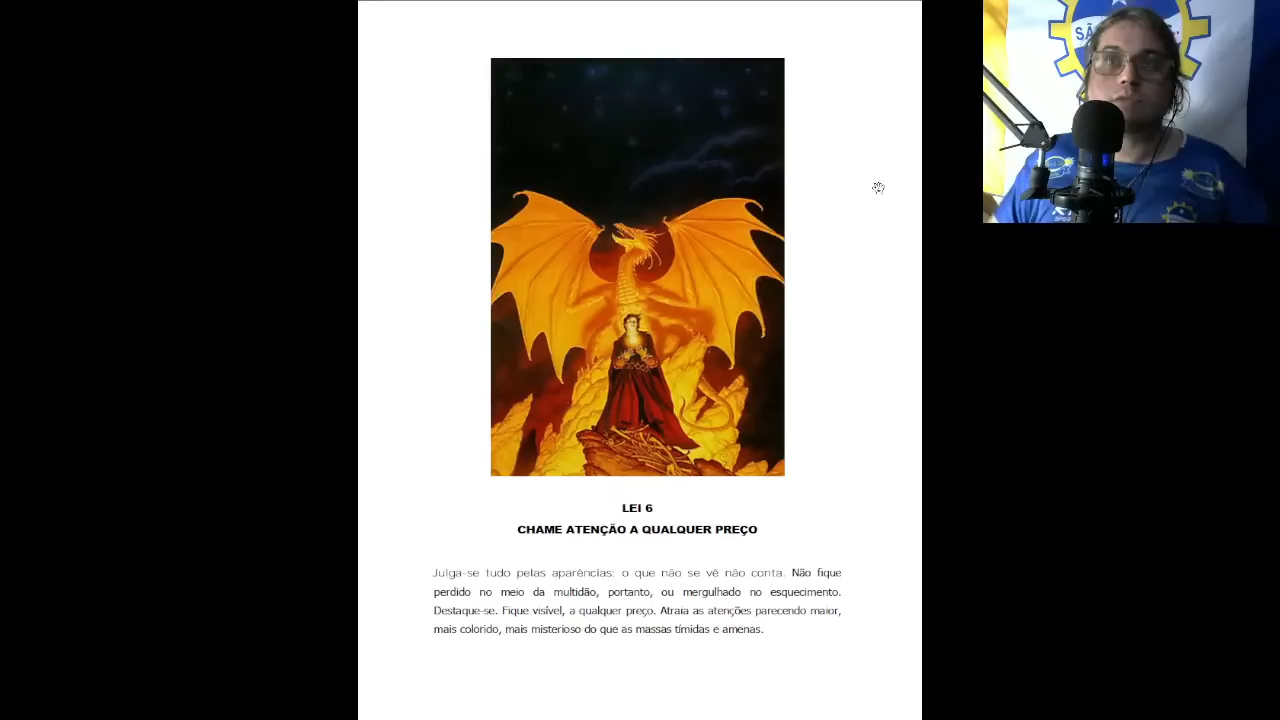 SÃ
LEI 6
CHAME ATENÇÃO A QUALQUER PREÇO
Julga-se tudo pelas aparências; o que não se vê não conta. Não fique
perdido no meio da multidão, portanto, ou mergulhado no esquecimento.
Destaque-se. Fique visível, a qualquer preço. Atraia as atenções parecendo maior,
mais colorido, mais misterioso do que as massas tímidas e amenas.